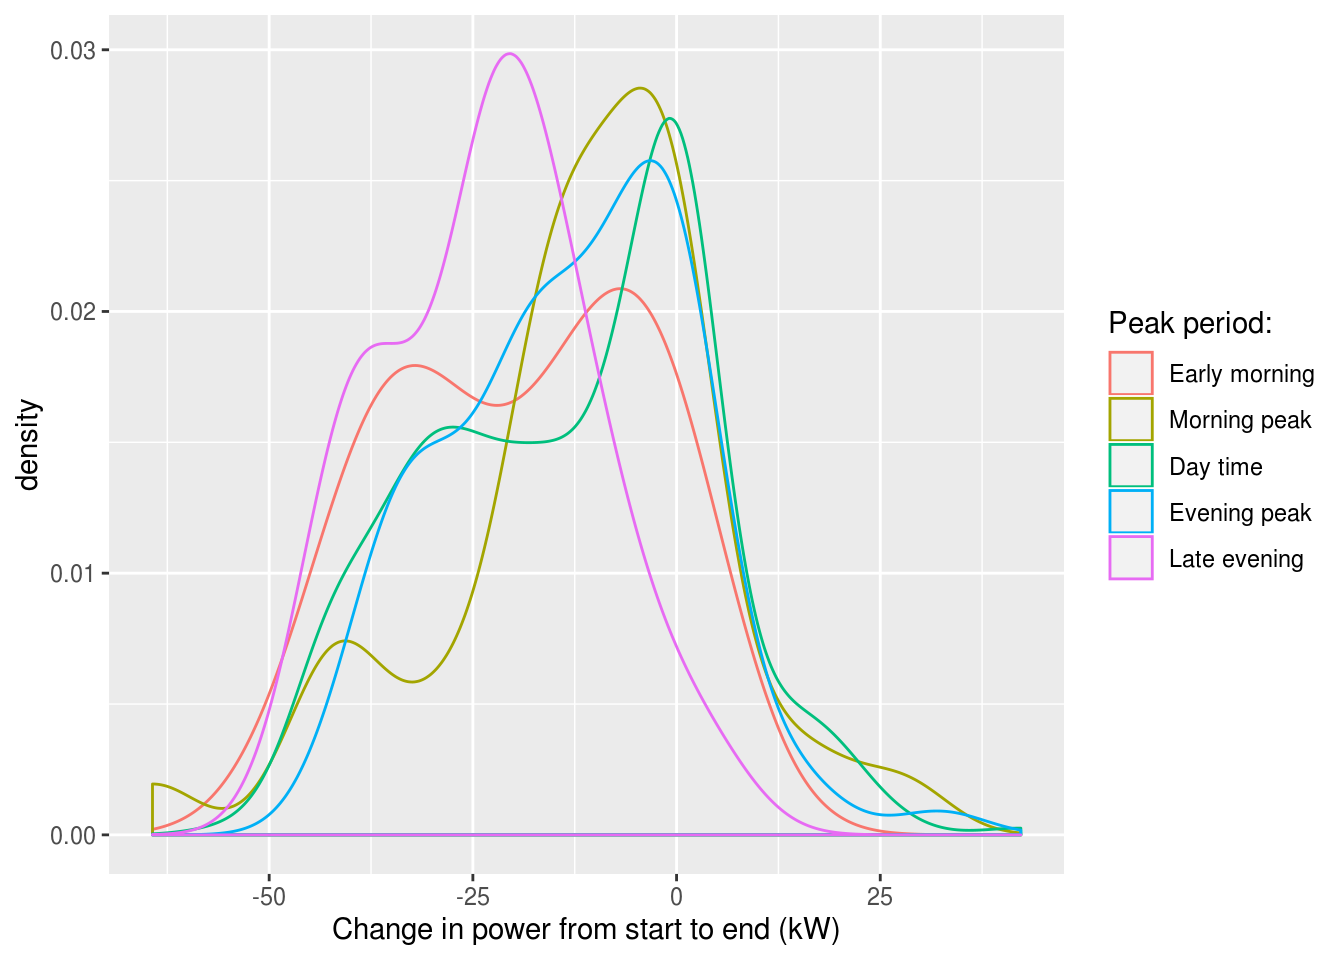 0.03
0.02
0.01
0.00
density
-50
-25
0
25
Change in power from start to end (kW)
Peak period:
Early morning
Morning peak
Day time
Evening peak
Late evening